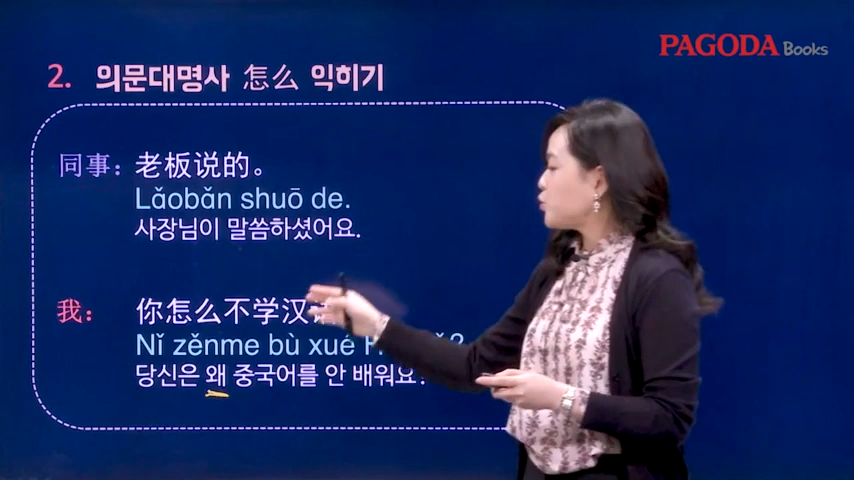 PAGODA Books
2. 의문대명사 怎么 익히기
同事: 老板说的。
Lǎobǎn shuō de.
사장님이 말씀하셨어요.
我: 你怎么不学汉
Nǐ zěnme bù xué
당신은 왜 중국어를 안 배워요?